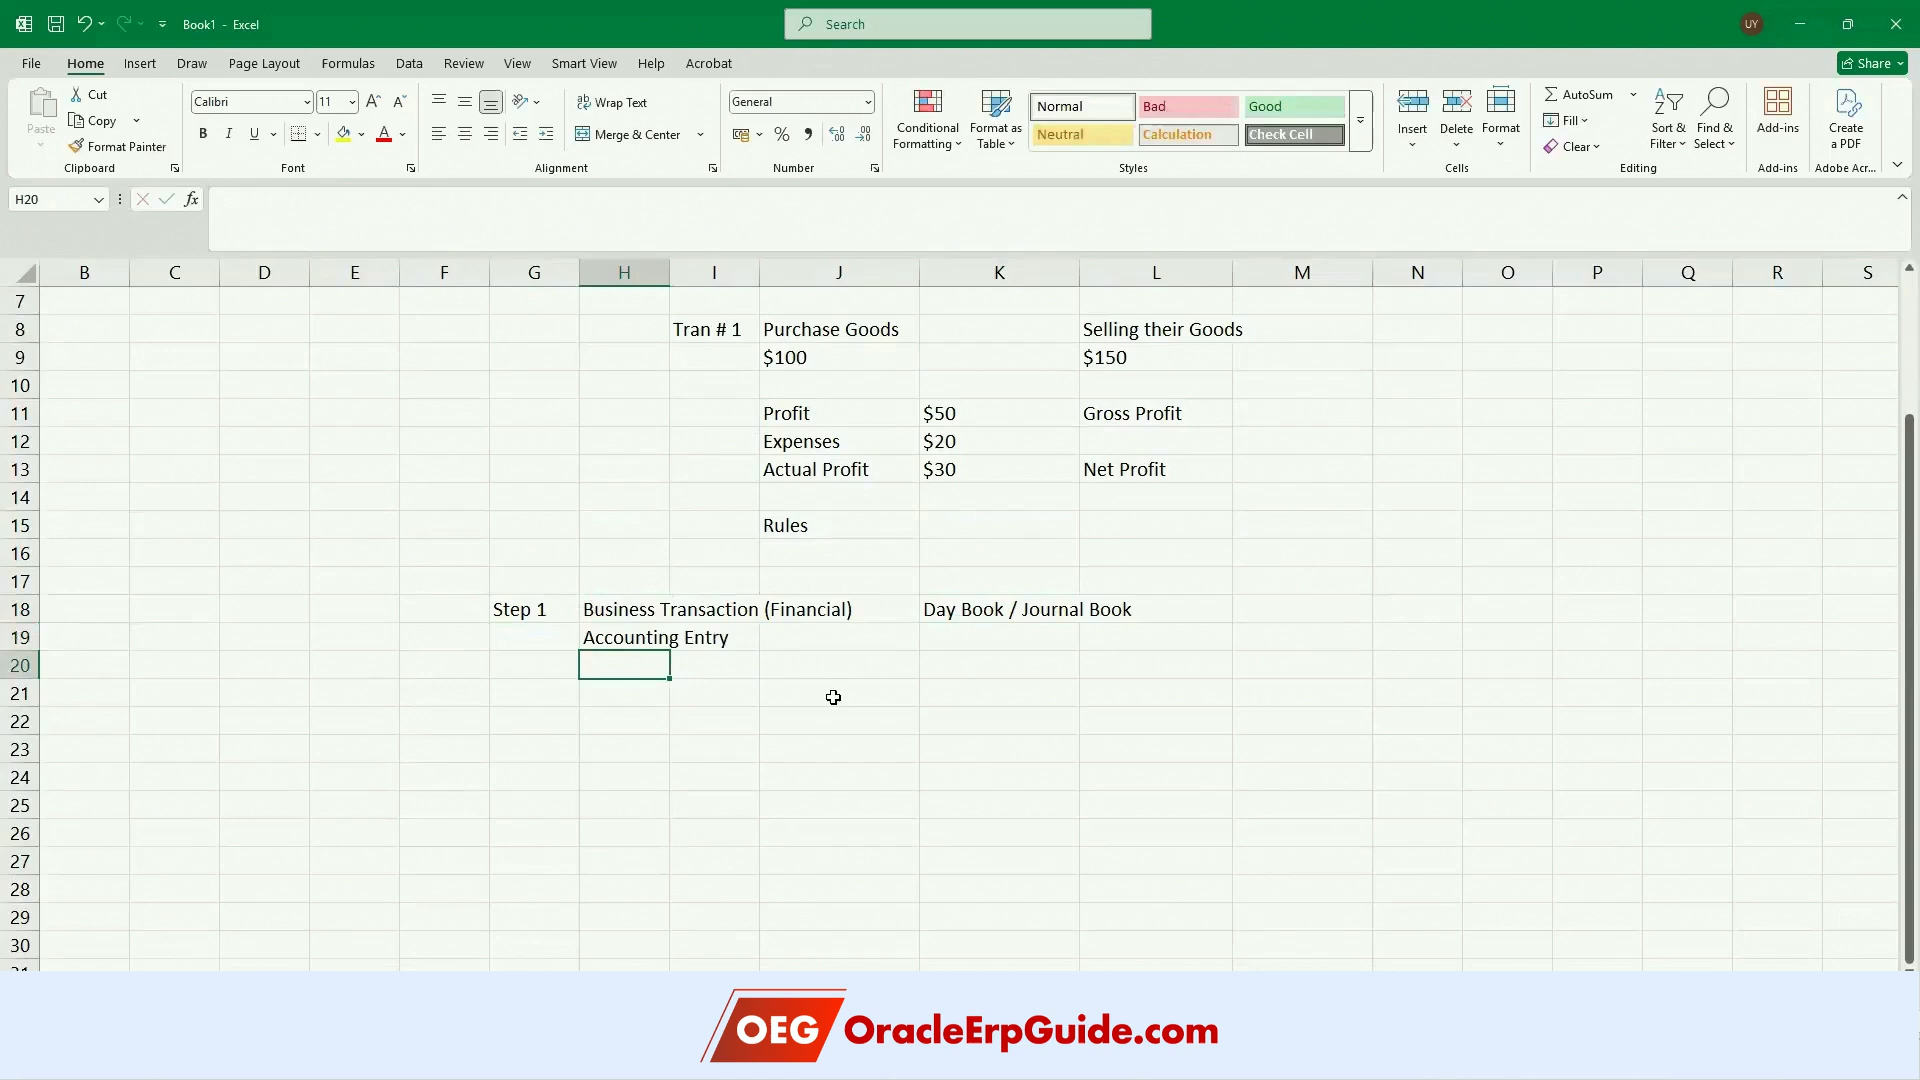 Book1 - Excel
Search
UY
File Home Insert Draw Page Layout Formulas Data Review View Smart View Help Acrobat
Share
Paste
Cut
Copy
Format Painter
Clipboard
Calibri 11
B I U
Font
Wrap Text
Merge & Center
Alignment
General
Number
Conditional Formatting
Format as Table
Normal Bad Good
Neutral Calculation Check Cell
Styles
Insert Delete Format
Cells
AutoSum
Fill
Clear
Sort & Filter
Find & Select
Editing
Add-ins
Add-ins
Create a PDF
Adobe Acr...
H20
fx
B C D E F G H I J K L M N O P Q R S
7
8 Tran # 1 Purchase Goods Selling their Goods
9 $100 $150
10
11 Profit $50 Gross Profit
12 Expenses $20
13 Actual Profit $30 Net Profit
14
15 Rules
16
17
18 Step 1 Business Transaction (Financial) Day Book / Journal Book
19 Accounting Entry
20
21
22
23
24
25
26
27
28
29
30
OEG OracleErpGuide.com